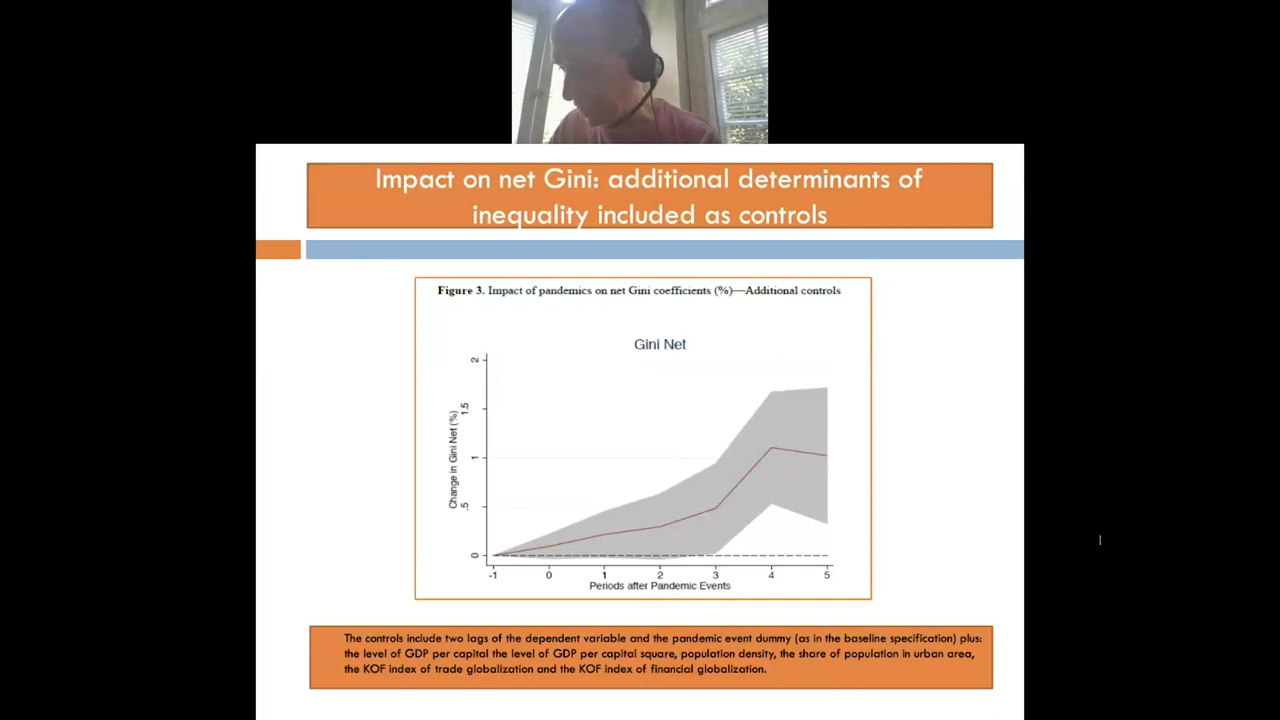 Impact on net Gini: additional determinants of
inequality included as controls
Figure 3. Impact of pandemics on net Gini coefficients (%)—Additional controls
Gini Net
Change in Gini Net (%)
2
1.5
1
.5
0
-1 0 1 2 3 4 5
Periods after Pandemic Events
The controls include two lags of the dependent variable and the pandemic event dummy (as in the baseline specification) plus:
the level of GDP per capital the level of GDP per capital square, population density, the share of population in urban area,
the KOF index of trade globalization and the KOF index of financial globalization.